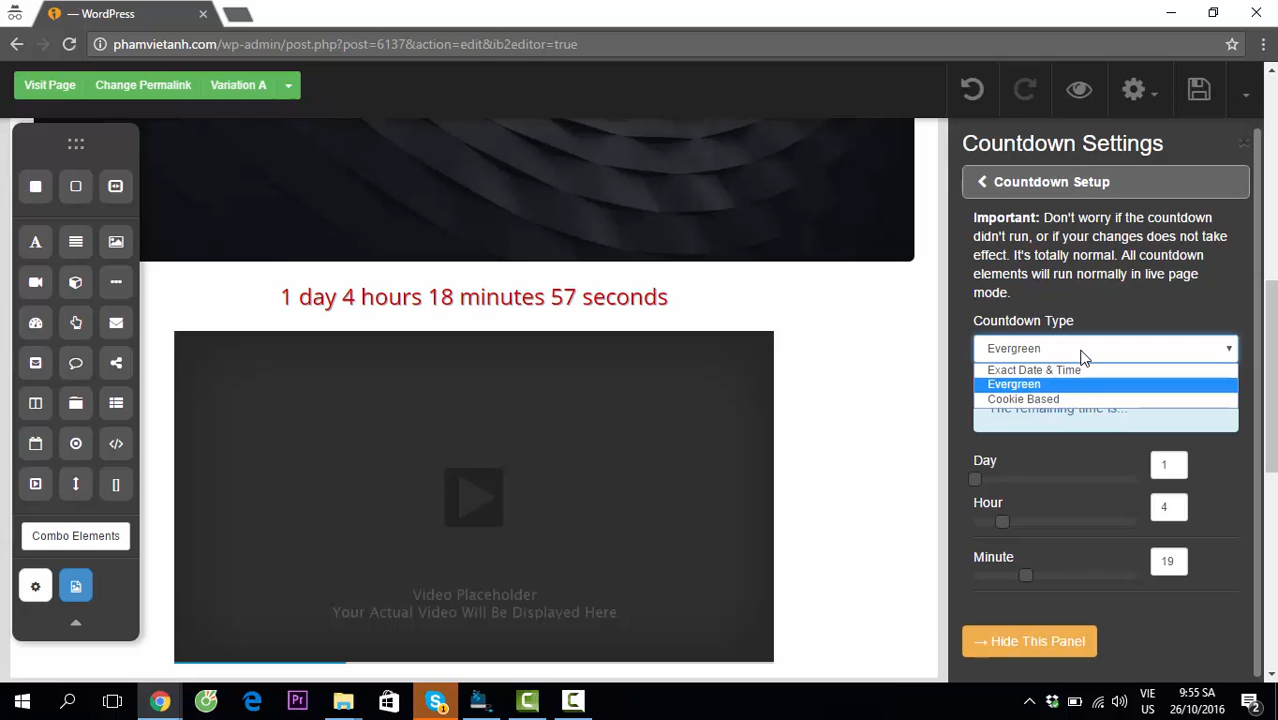 — WordPress
phamvietanh.com/wp-admin/post.php?post=6137&action=edit&ib2editor=true
Visit Page Change Permalink Variation A
Countdown Settings
Countdown Setup
Important: Don't worry if the countdown
didn't run, or if your changes does not take
effect. It's totally normal. All countdown
elements will run normally in live page
mode.
Countdown Type
Evergreen
Exact Date & Time
Evergreen
Cookie Based
The remaining time is...
Day 1
Hour 4
Minute 19
→ Hide This Panel
1 day 4 hours 18 minutes 57 seconds
Video Placeholder
Your Actual Video Will Be Displayed Here
Combo Elements
VIE
US
9:55 SA
26/10/2016